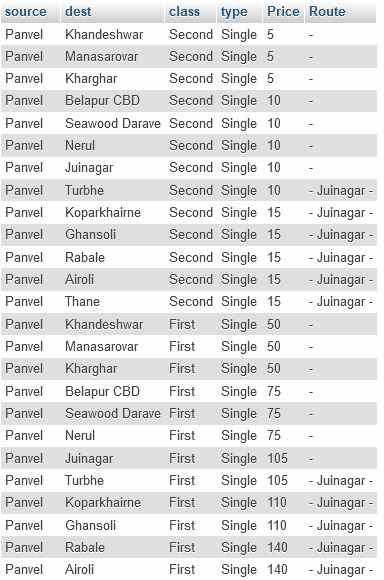 source dest class type Price Route
Panvel Khandeshwar Second Single 5 -
Panvel Manasarovar Second Single 5 -
Panvel Kharghar Second Single 5 -
Panvel Belapur CBD Second Single 10 -
Panvel Seawood Darave Second Single 10 -
Panvel Nerul Second Single 10 -
Panvel Juinagar Second Single 10 -
Panvel Turbhe Second Single 10 - Juinagar -
Panvel Koparkhairne Second Single 15 - Juinagar -
Panvel Ghansoli Second Single 15 - Juinagar -
Panvel Rabale Second Single 15 - Juinagar -
Panvel Airoli Second Single 15 - Juinagar -
Panvel Thane Second Single 15 - Juinagar -
Panvel Khandeshwar First Single 50 -
Panvel Manasarovar First Single 50 -
Panvel Kharghar First Single 50 -
Panvel Belapur CBD First Single 75 -
Panvel Seawood Darave First Single 75 -
Panvel Nerul First Single 75 -
Panvel Juinagar First Single 105 -
Panvel Turbhe First Single 105 - Juinagar -
Panvel Koparkhairne First Single 110 - Juinagar -
Panvel Ghansoli First Single 110 - Juinagar -
Panvel Rabale First Single 140 - Juinagar -
Panvel Airoli First Single 140 - Juinagar -